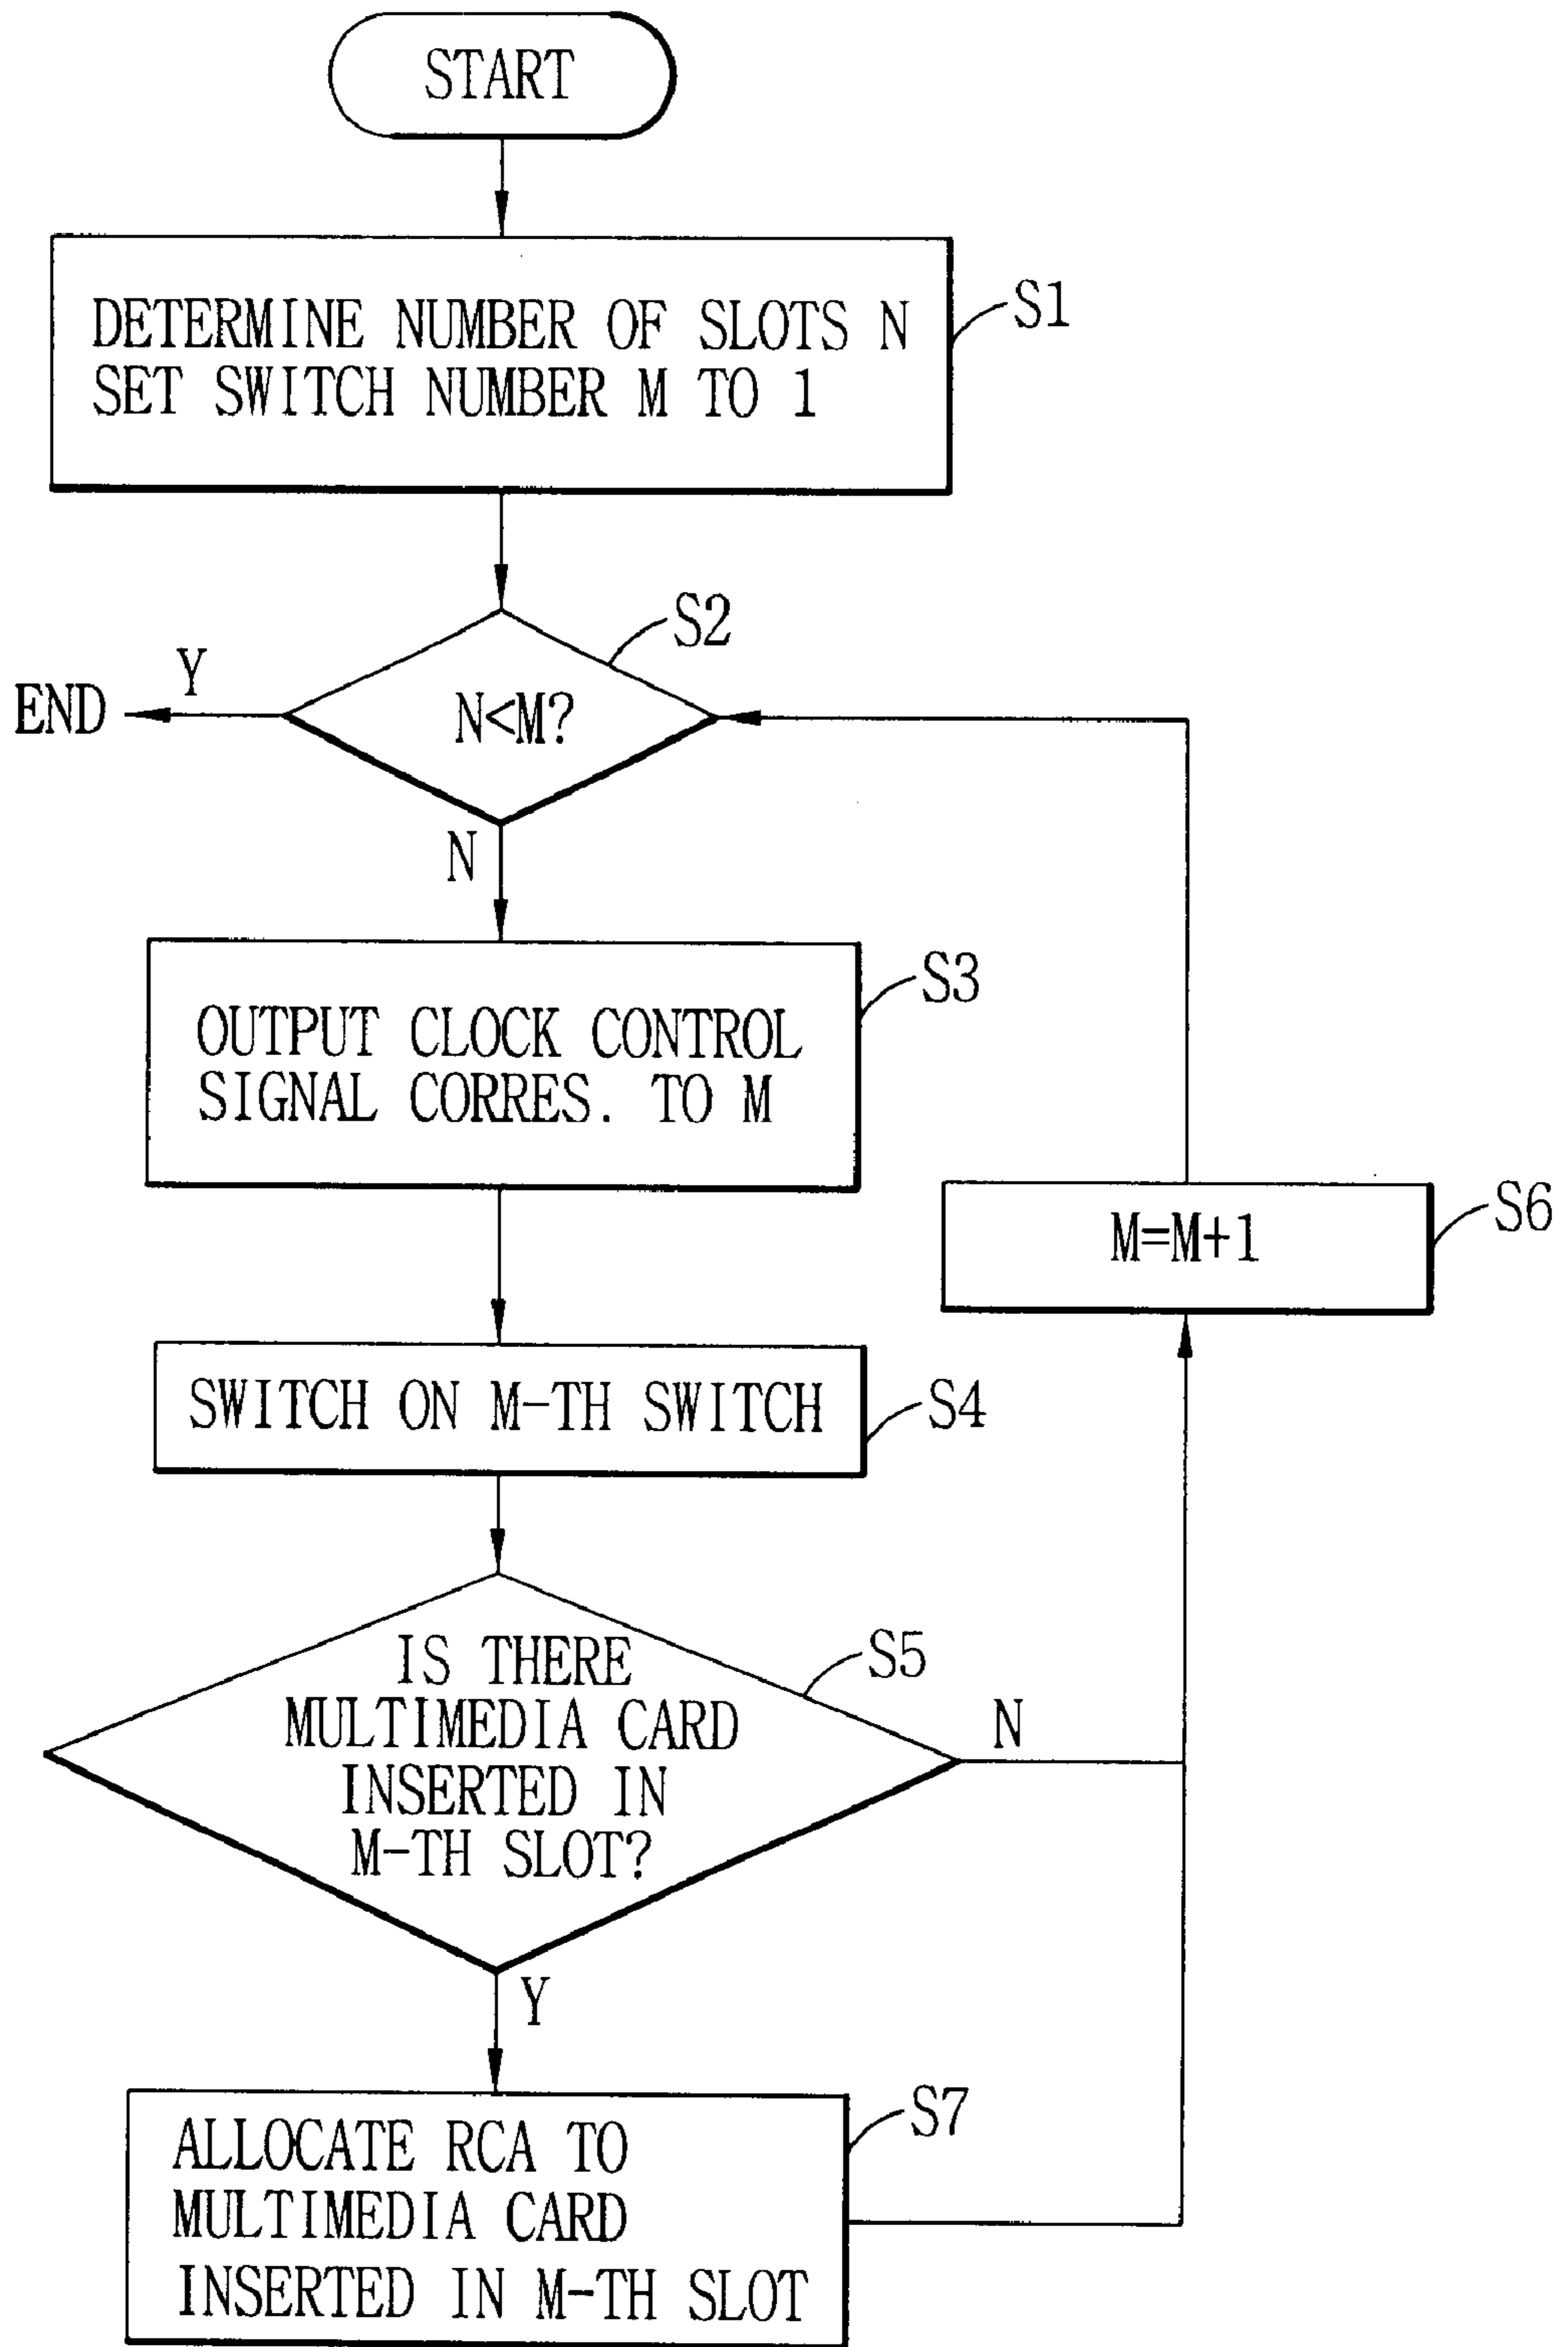 START
DETERMINE NUMBER OF SLOTS N
SET SWITCH NUMBER M TO 1
S1
S2
N<M?
Y
END
N
OUTPUT CLOCK CONTROL
SIGNAL CORRES. TO M
S3
M=M+1
S6
SWITCH ON M-TH SWITCH
S4
IS THERE
MULTIMEDIA CARD
INSERTED IN
M-TH SLOT?
S5
N
Y
ALLOCATE RCA TO
MULTIMEDIA CARD
INSERTED IN M-TH SLOT
S7